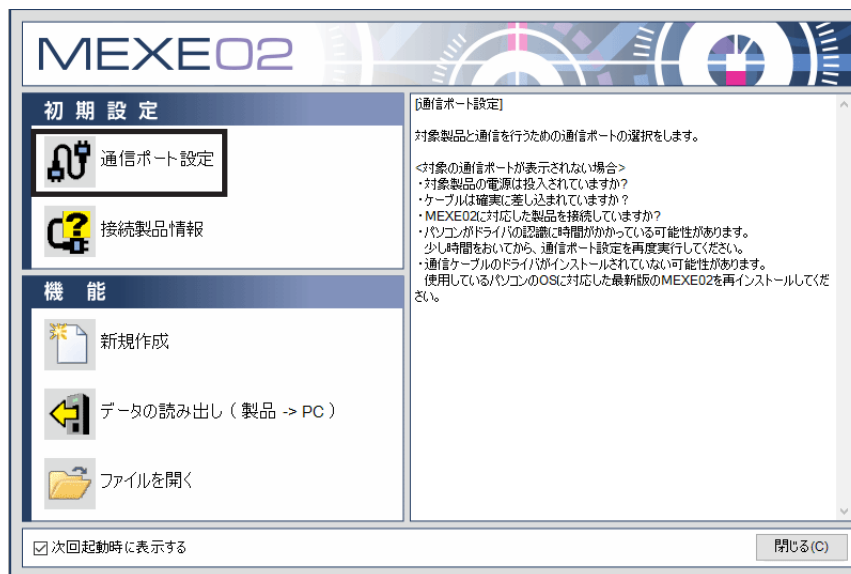 MEXE02
初期設定
通信ポート設定
接続製品情報
機能
新規作成
データの読み出し ( 製品 -> PC )
ファイルを開く
[通信ポート設定]
対象製品と通信を行うための通信ポートの選択をします。
<対象の通信ポートが表示されない場合>
・対象製品の電源は投入されていますか?
・ケーブルは確実に差し込まれていますか?
・MEXE02に対応した製品を接続していますか?
・パソコンがドライバの認識に時間がかかっている可能性があります。
少し時間をおいてから、通信ポート設定を再度実行してください。
・通信ケーブルのドライバがインストールされていない可能性があります。
使用しているパソコンのOSに対応した最新版のMEXE02を再インストールしてくだ
さい。
次回起動時に表示する
閉じる(C)